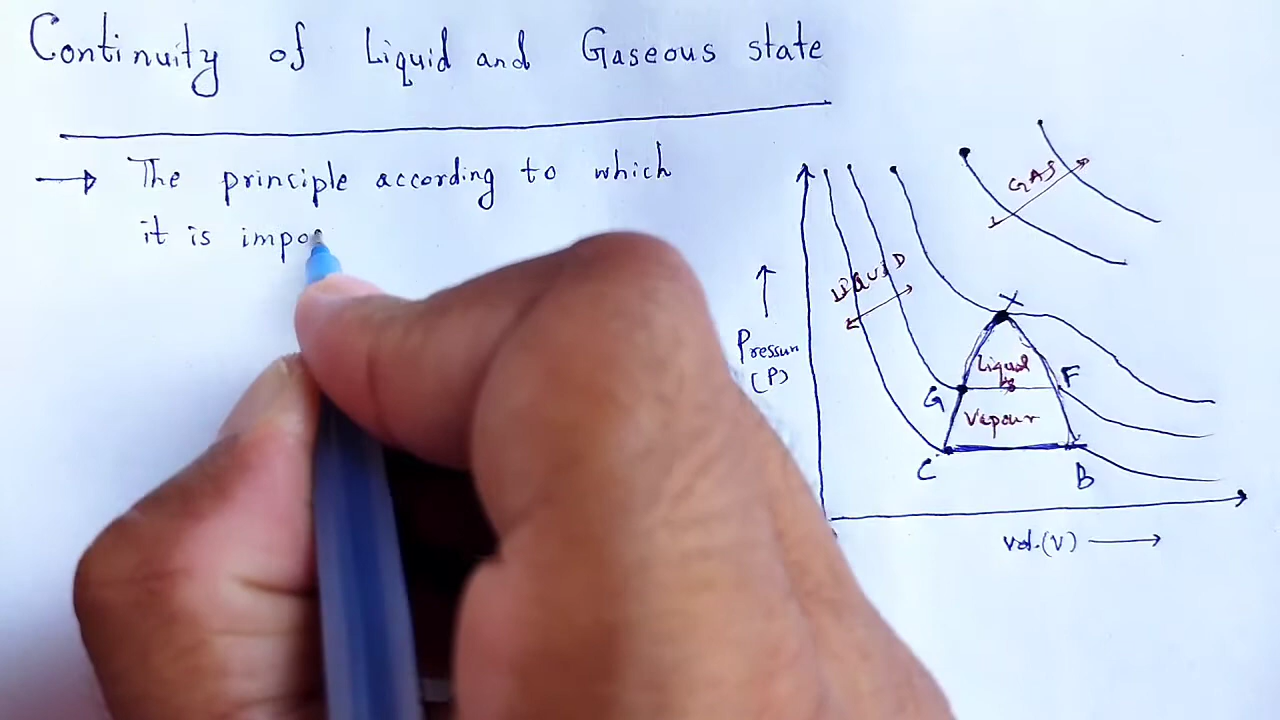 Continuity of Liquid and Gaseous state
→ The principle according to which
it is impo
GAS
LIQUID
X
Pressure
(P)
Liquid
&
Vapour
G
F
C
B
Vol.(V) →